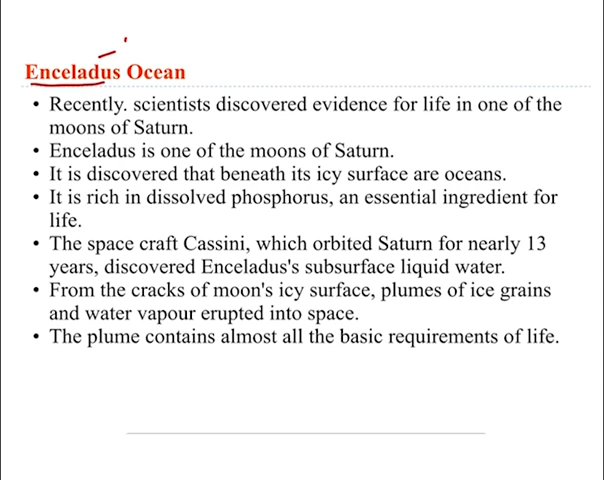 Enceladus Ocean
• Recently. scientists discovered evidence for life in one of the
moons of Saturn.
• Enceladus is one of the moons of Saturn.
• It is discovered that beneath its icy surface are oceans.
• It is rich in dissolved phosphorus, an essential ingredient for
life.
• The space craft Cassini, which orbited Saturn for nearly 13
years, discovered Enceladus's subsurface liquid water.
• From the cracks of moon's icy surface, plumes of ice grains
and water vapour erupted into space.
• The plume contains almost all the basic requirements of life.